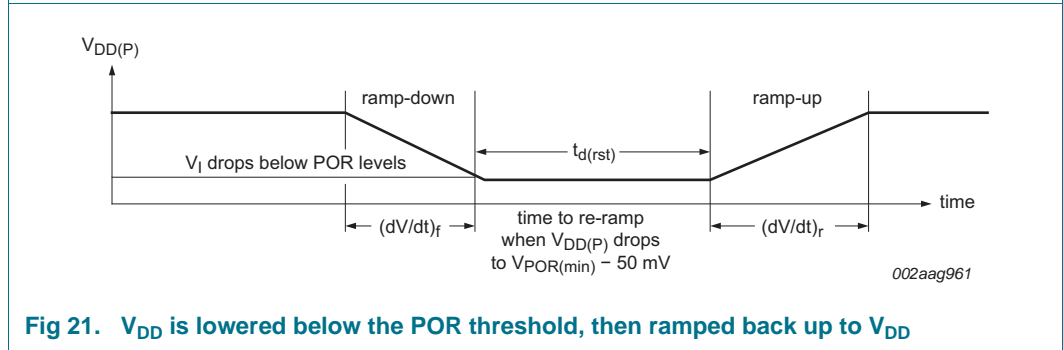 VDD(P)
ramp-down
ramp-up
td(rst)
VI drops below POR levels
time
(dV/dt)f
time to re-ramp
when VDD(P) drops
to VPOR(min) − 50 mV
(dV/dt)r
002aag961
Fig 21. VDD is lowered below the POR threshold, then ramped back up to VDD